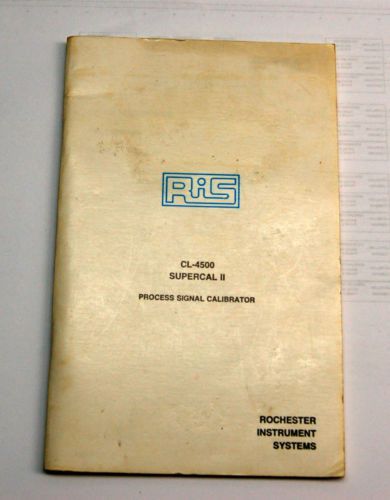 RiS
CL-4500
SUPERCAL II
PROCESS SIGNAL CALIBRATOR
ROCHESTER
INSTRUMENT
SYSTEMS